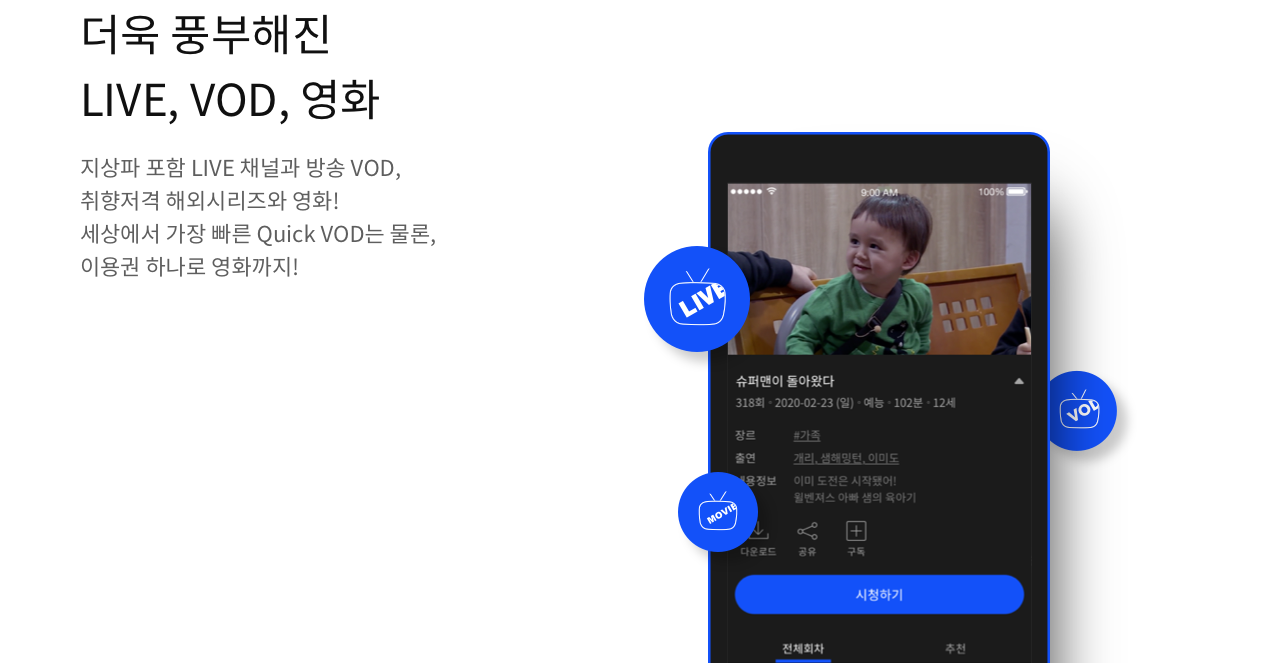 더욱 풍부해진
LIVE, VOD, 영화
지상파 포함 LIVE 채널과 방송 VOD,
취향저격 해외시리즈와 영화!
세상에서 가장 빠른 Quick VOD는 물론,
이용권 하나로 영화까지!
9:00 AM 100%
LIVE
슈퍼맨이 돌아왔다
318회 · 2020-02-23 (일) · 예능 · 102분 · 12세
VOD
장르 #가족
출연 개리, 샘해밍턴, 이미도
용정보 이미 도전은 시작됐어!
윌벤져스 아빠 샘의 육아기
MOVIE
다운로드 공유 구독
시청하기
전체회차 추천